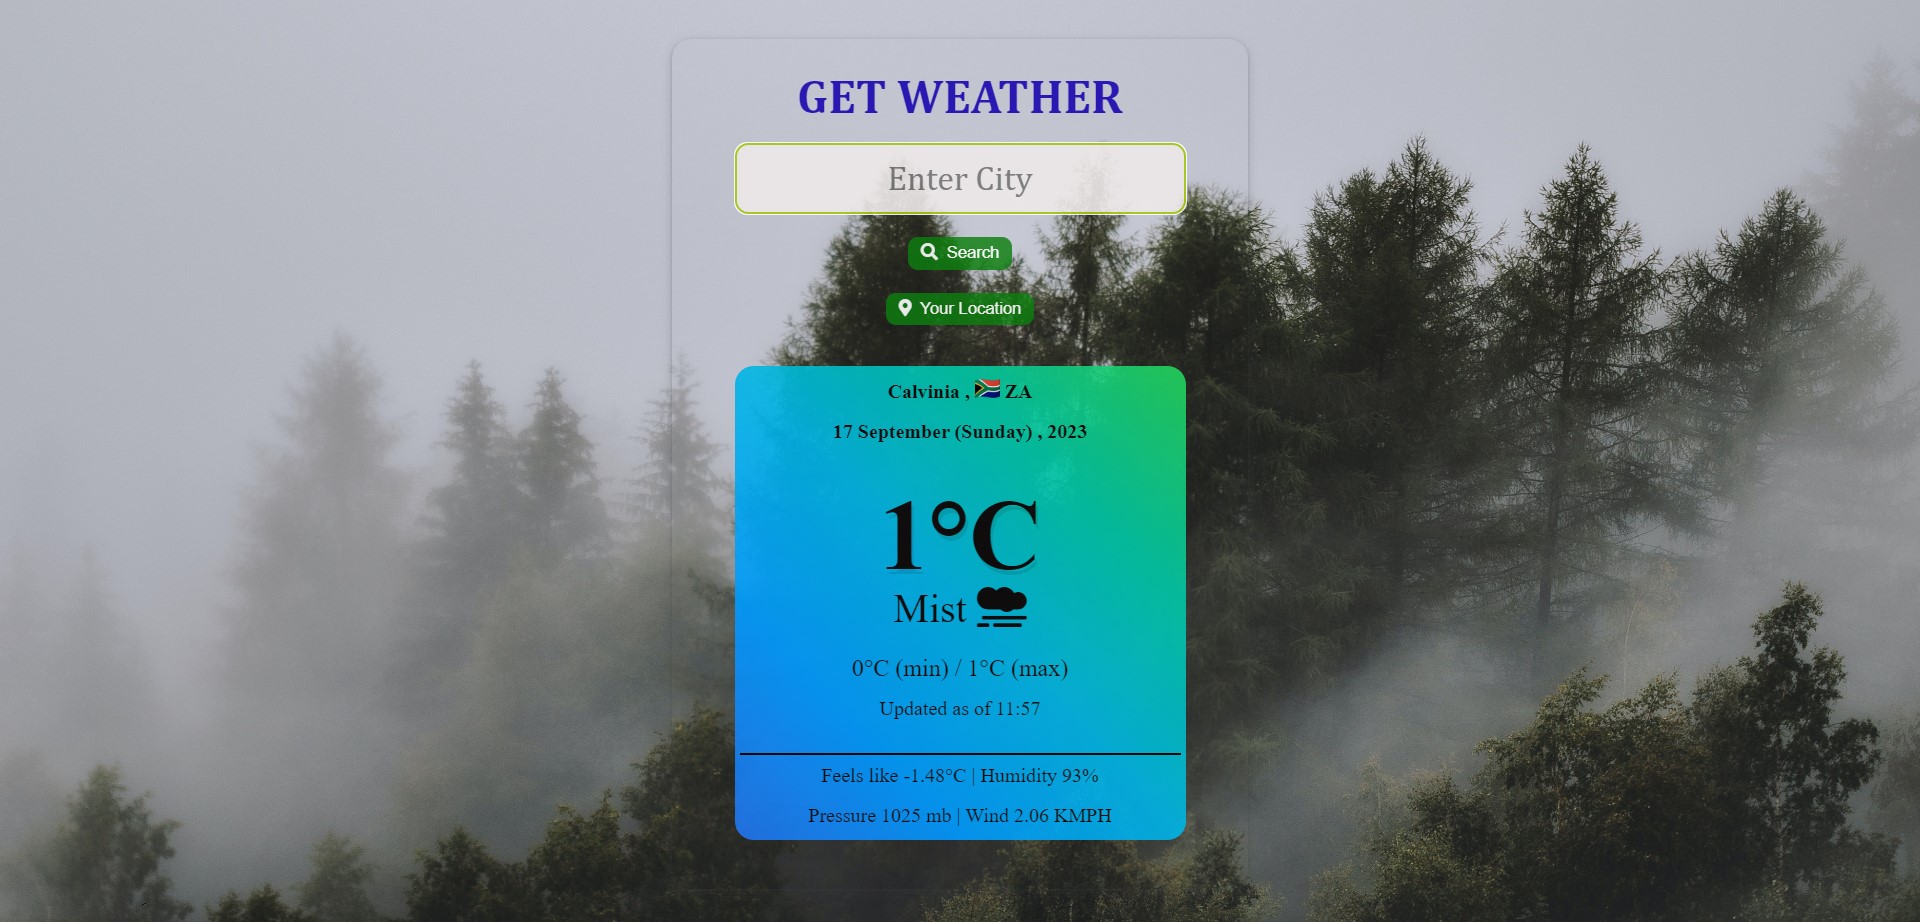 GET WEATHER
Enter City
Search
Your Location
Calvinia , 🇿🇦 ZA
17 September (Sunday) , 2023
1°C
Mist
0°C (min) / 1°C (max)
Updated as of 11:57
Feels like -1.48°C | Humidity 93%
Pressure 1025 mb | Wind 2.06 KMPH